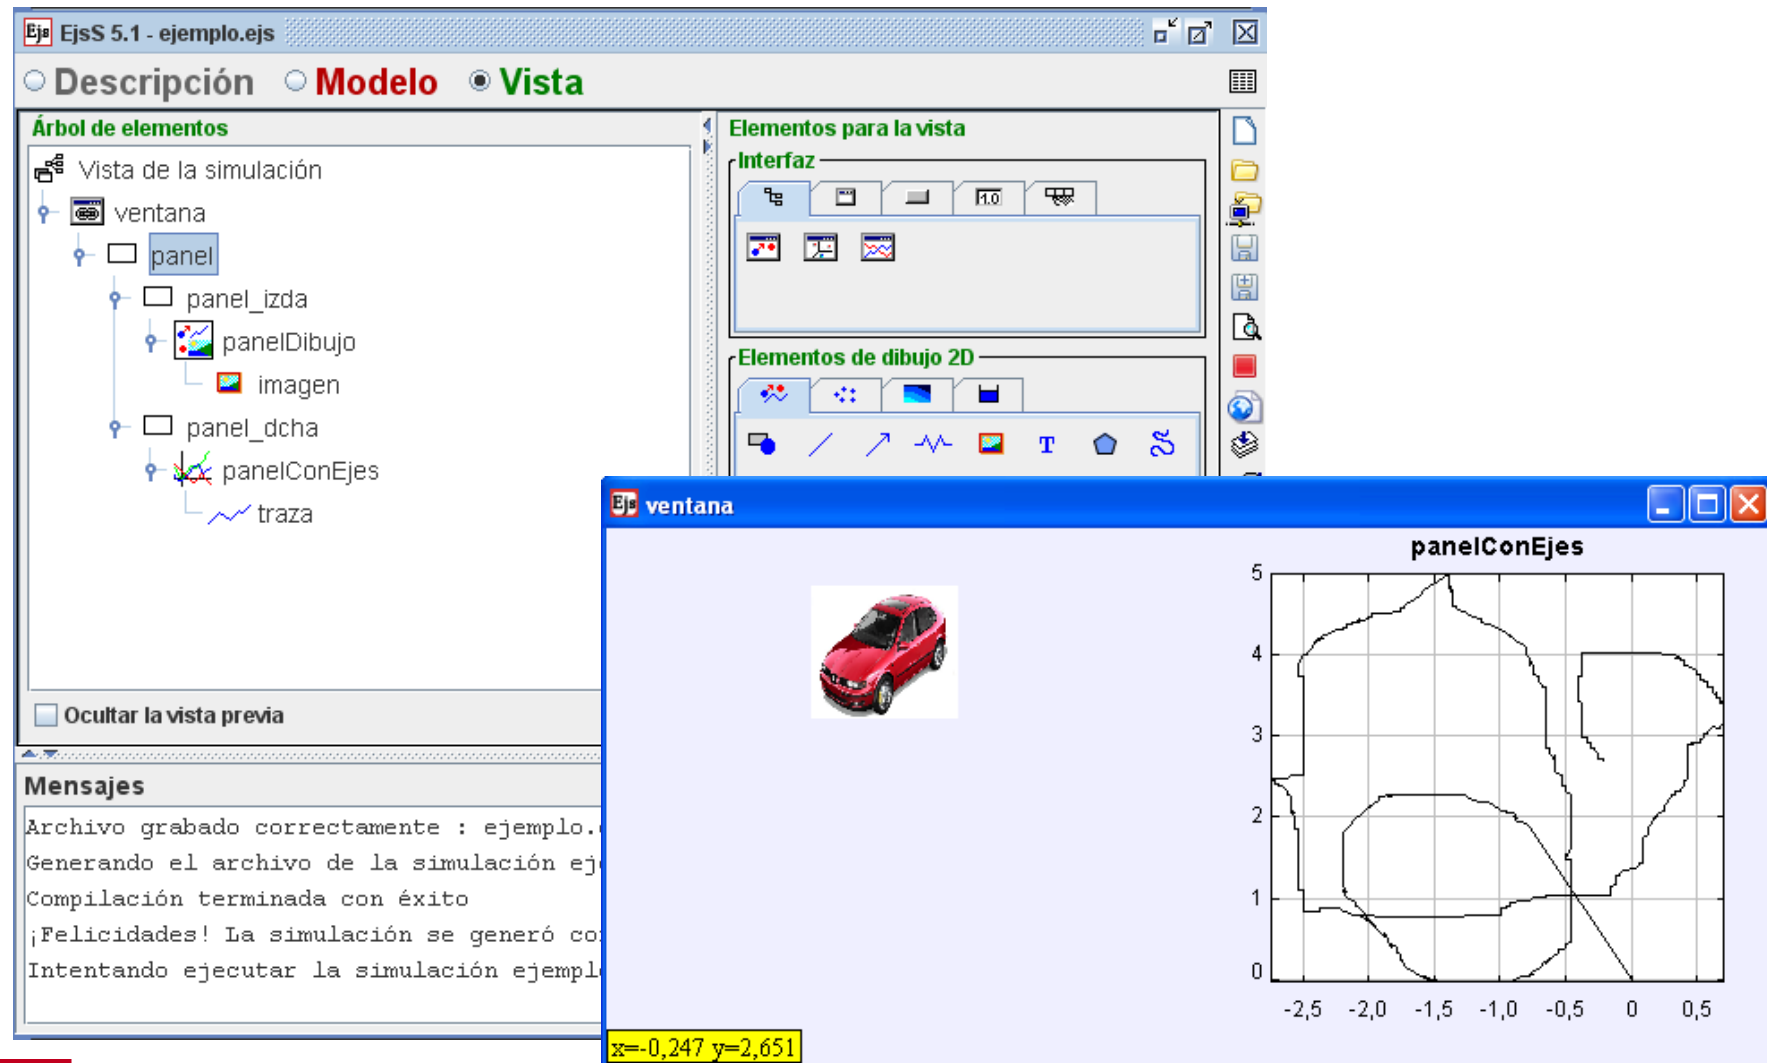 Ejs EjsS 5.1 - ejemplo.ejs
Descripción Modelo Vista
Árbol de elementos
Vista de la simulación
ventana
panel
panel_izda
panelDibujo
imagen
panel_dcha
panelConEjes
traza
Ocultar la vista previa
Elementos para la vista
Interfaz
1.0
Elementos de dibujo 2D
T
Mensajes
Archivo grabado correctamente : ejemplo.
Generando el archivo de la simulación ej
Compilación terminada con éxito
¡Felicidades! La simulación se generó co
Intentando ejecutar la simulación ejempl
Ejs ventana
panelConEjes
5
4
3
2
1
0
-2,5 -2,0 -1,5 -1,0 -0,5 0 0,5
x=-0,247 y=2,651